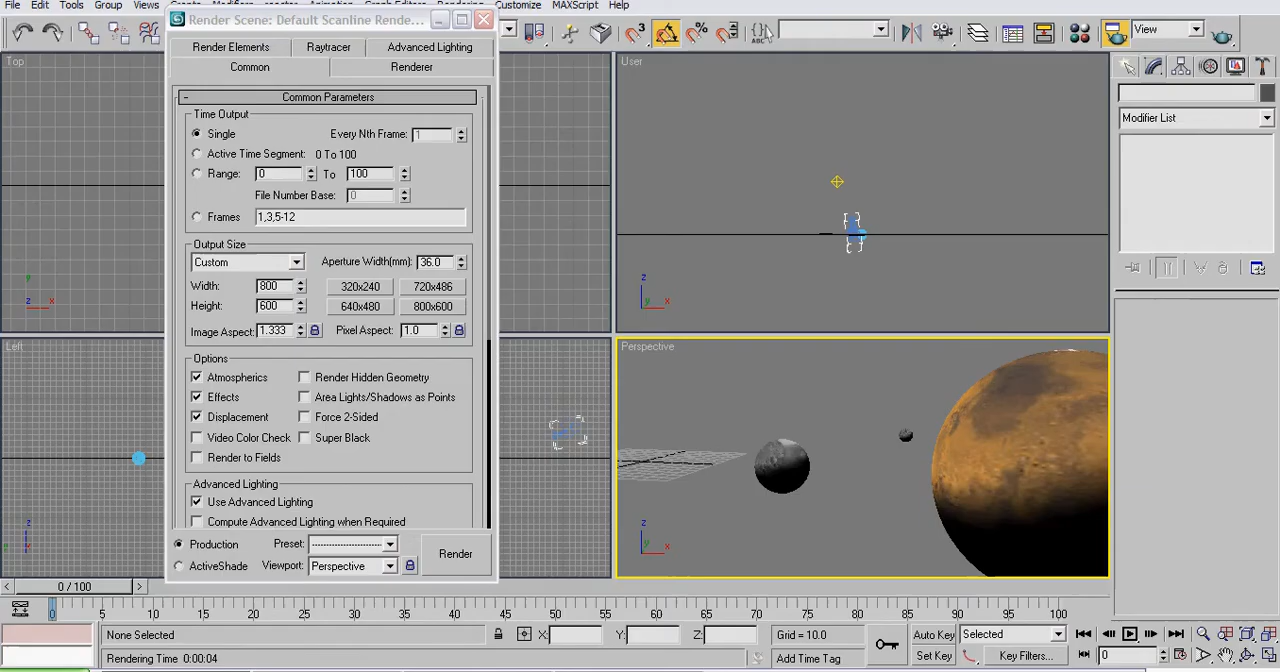 File Edit Tools Group Views Customize MAXScript Help
Render Scene: Default Scanline Rende...
View
Render Elements Raytracer Advanced Lighting
Common Renderer
- Common Parameters
Time Output
Single Every Nth Frame: 1
Active Time Segment: 0 To 100
Range: 0 To 100
File Number Base: 0
Frames 1,3,5-12
Output Size
Custom Aperture Width(mm): 36.0
Width: 800 320x240 720x486
Height: 600 640x480 800x600
Image Aspect: 1.333 Pixel Aspect: 1.0
Options
Atmospherics Render Hidden Geometry
Effects Area Lights/Shadows as Points
Displacement Force 2-Sided
Video Color Check Super Black
Render to Fields
Advanced Lighting
Use Advanced Lighting
Compute Advanced Lighting when Required
Production Preset: --------------------
ActiveShade Viewport: Perspective
Render
Top
y
z x
User
z
y x
Left
z
y
Perspective
z
y x
ABC
Modifier List
< 0 / 100 >
0 5 10 15 20 25 30 35 40 45 50 55 60 65 70 75 80 85 90 95 100
None Selected X: Y: Z: Grid = 10.0 Auto Key Selected
Rendering Time 0:00:04 Add Time Tag Set Key Key Filters... 0